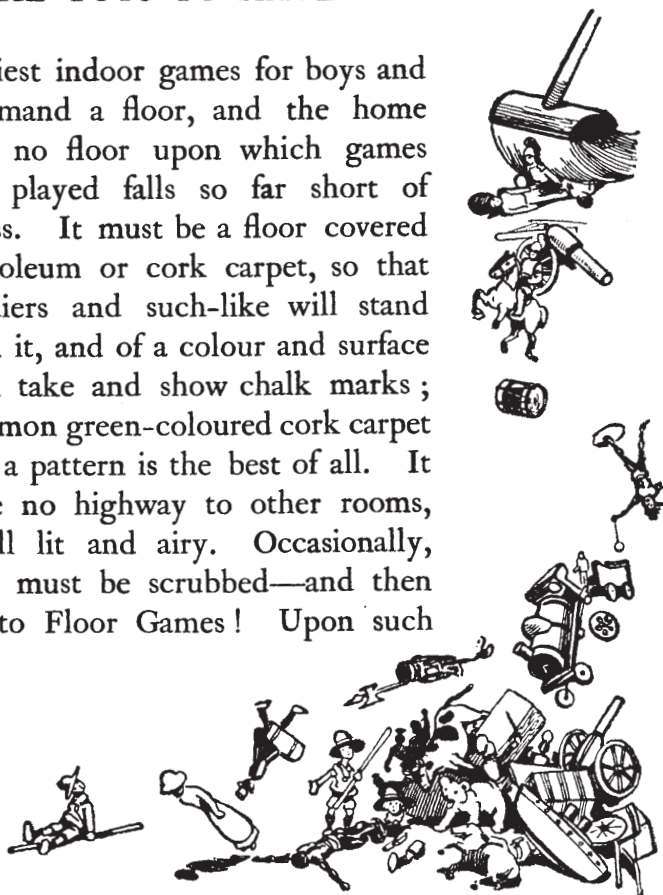 iest indoor games for boys and
mand a floor, and the home
no floor upon which games
played falls so far short of
ss. It must be a floor covered
oleum or cork carpet, so that
iers and such-like will stand
it, and of a colour and surface
take and show chalk marks ;
mon green-coloured cork carpet
a pattern is the best of all. It
no highway to other rooms,
ll lit and airy. Occasionally,
must be scrubbed—and then
to Floor Games ! Upon such